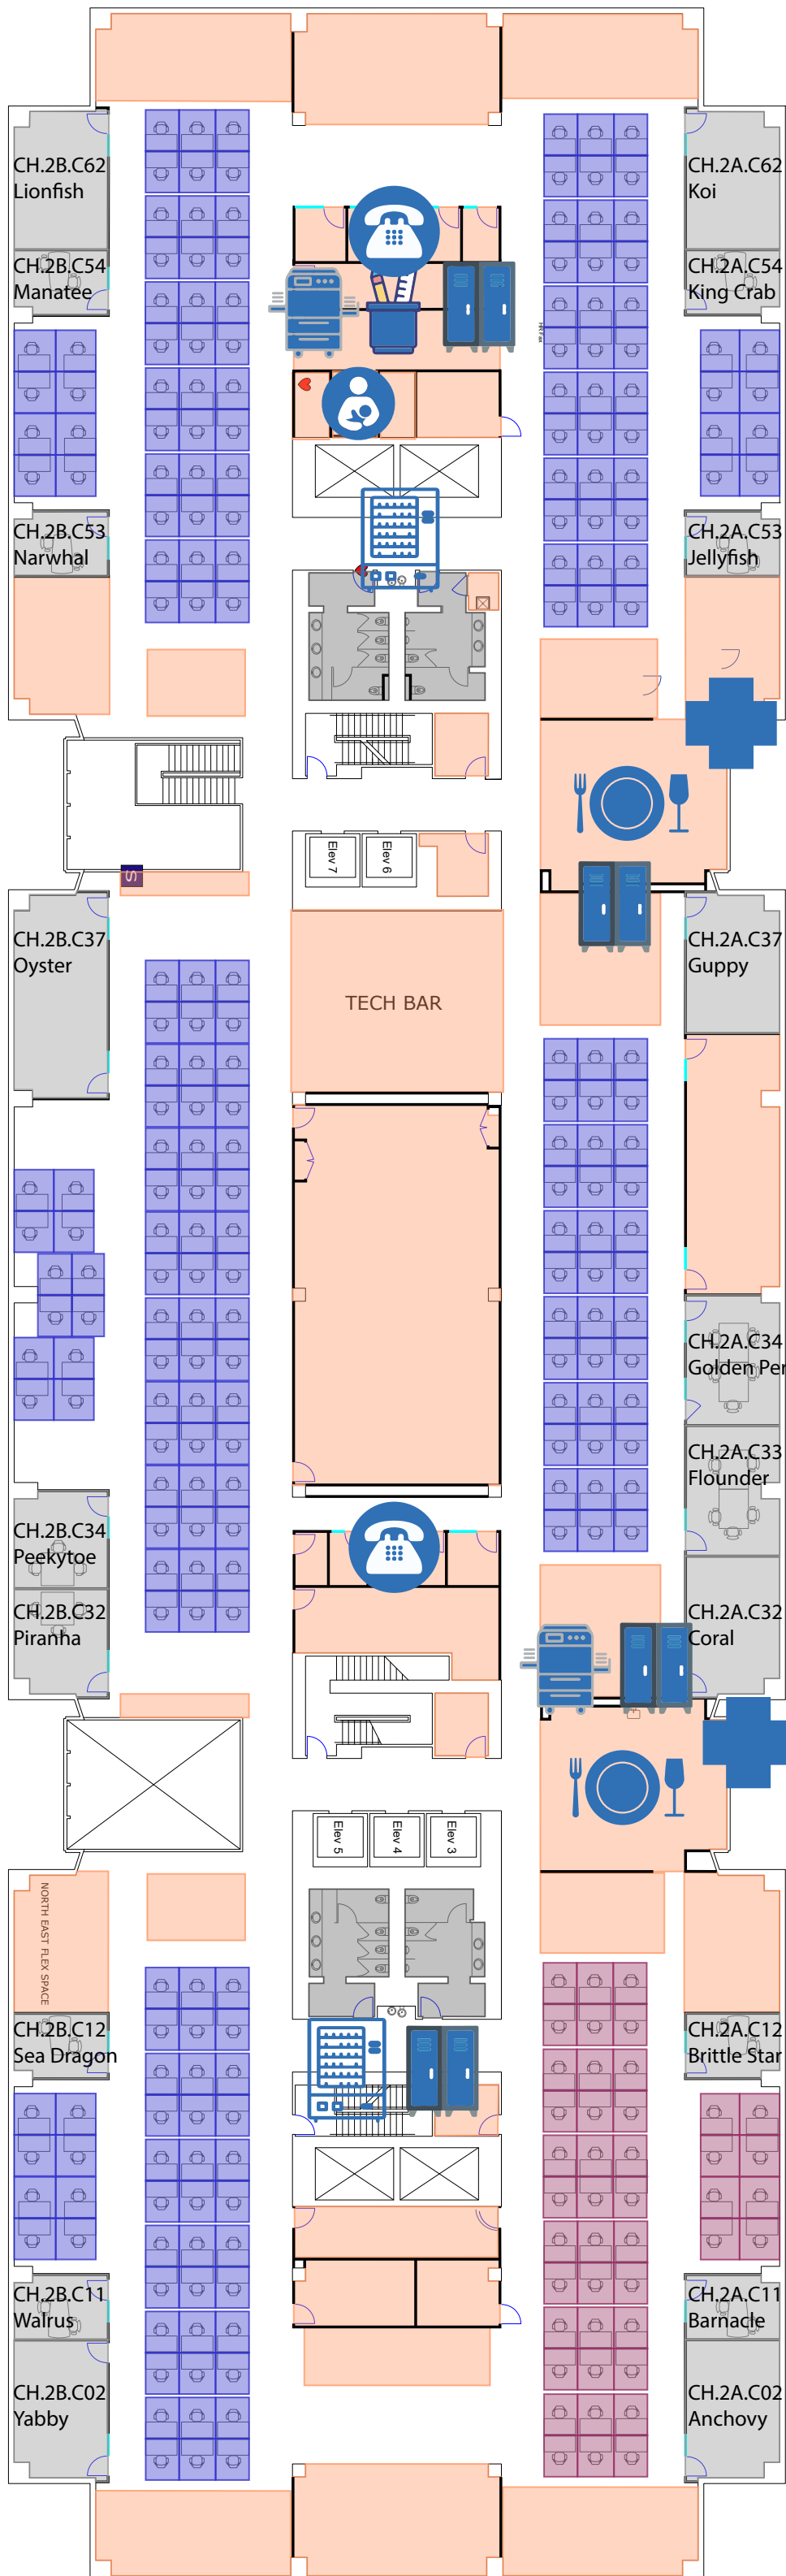 CH.2B.C62
Lionfish
CH.2A.C62
Koi
CH.2B.C54
Manatee
CH.2A.C54
King Crab
HR Fax
CH.2B.C53
Narwhal
CH.2A.C53
Jellyfish
Elev 7
Elev 6
S
CH.2B.C37
Oyster
CH.2A.C37
Guppy
TECH BAR
CH.2A.C34
Golden Per
CH.2A.C33
Flounder
CH.2B.C34
Peekytoe
CH.2B.C32
Piranha
CH.2A.C32
Coral
Elev 5
Elev 4
Elev 3
NORTH EAST FLEX SPACE
CH.2B.C12
Sea Dragon
CH.2A.C12
Brittle Star
CH.2B.C11
Walrus
CH.2A.C11
Barnacle
CH.2B.C02
Yabby
CH.2A.C02
Anchovy